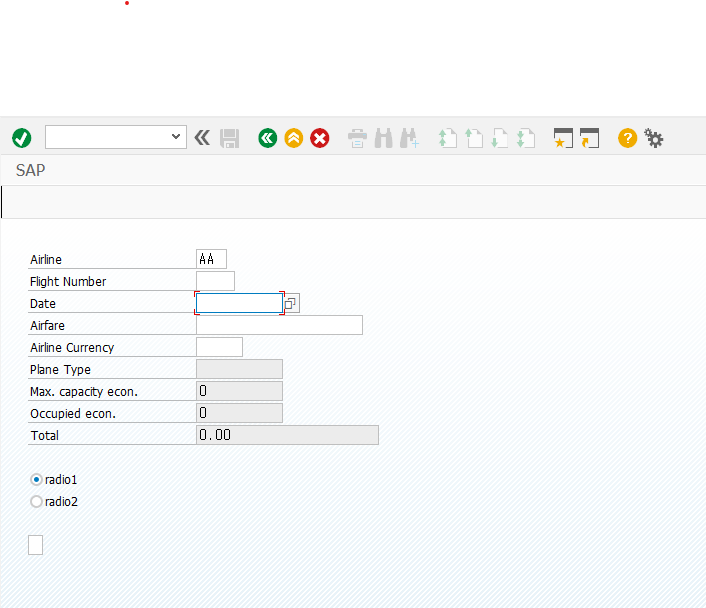 SAP
Airline AA
Flight Number
Date
Airfare
Airline Currency
Plane Type
Max. capacity econ. 0
Occupied econ. 0
Total 0.00
radio1
radio2